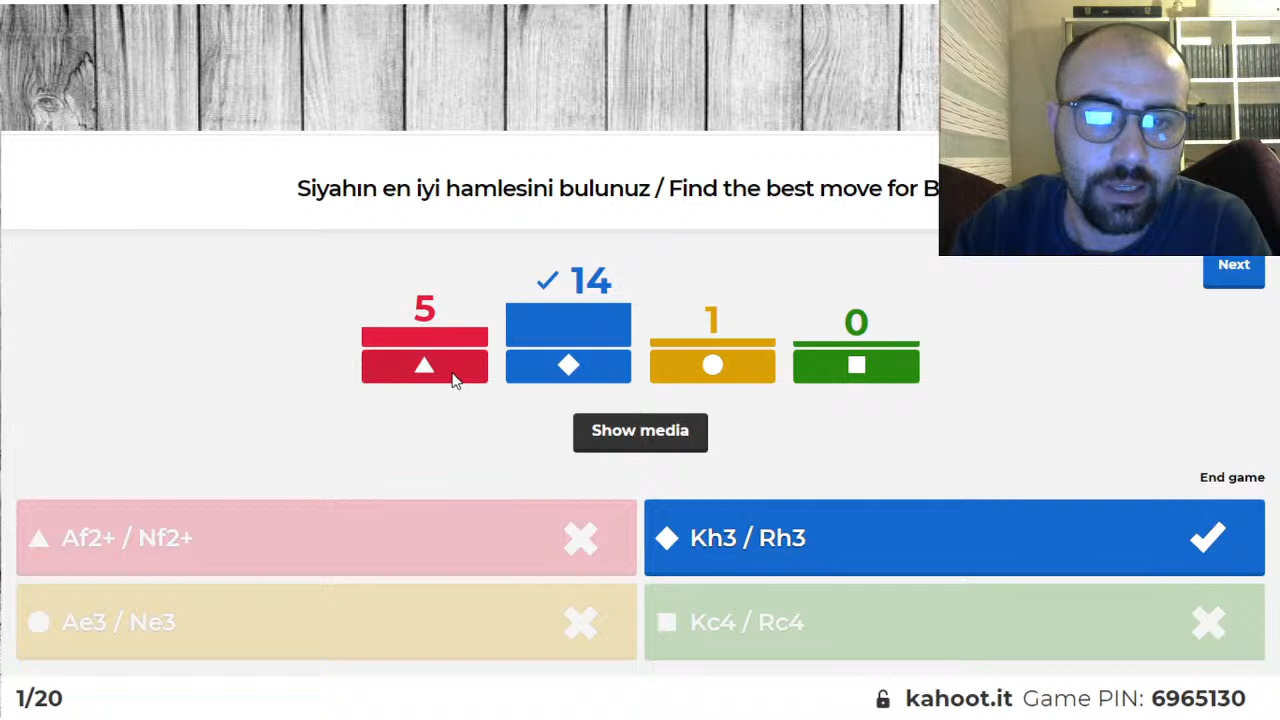 Siyahın en iyi hamlesini bulunuz / Find the best move for B
Next
5
14
1
0
Show media
End game
Af2+ / Nf2+
Kh3 / Rh3
Ae3 / Ne3
Kc4 / Rc4
1/20
kahoot.it Game PIN: 6965130